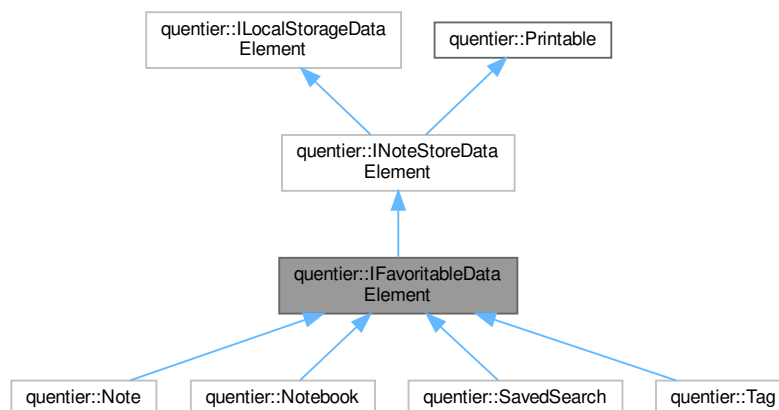 quentier::ILocalStorageData
Element
quentier::Printable
quentier::INoteStoreData
Element
quentier::IFavoritableData
Element
quentier::Note
quentier::Notebook
quentier::SavedSearch
quentier::Tag